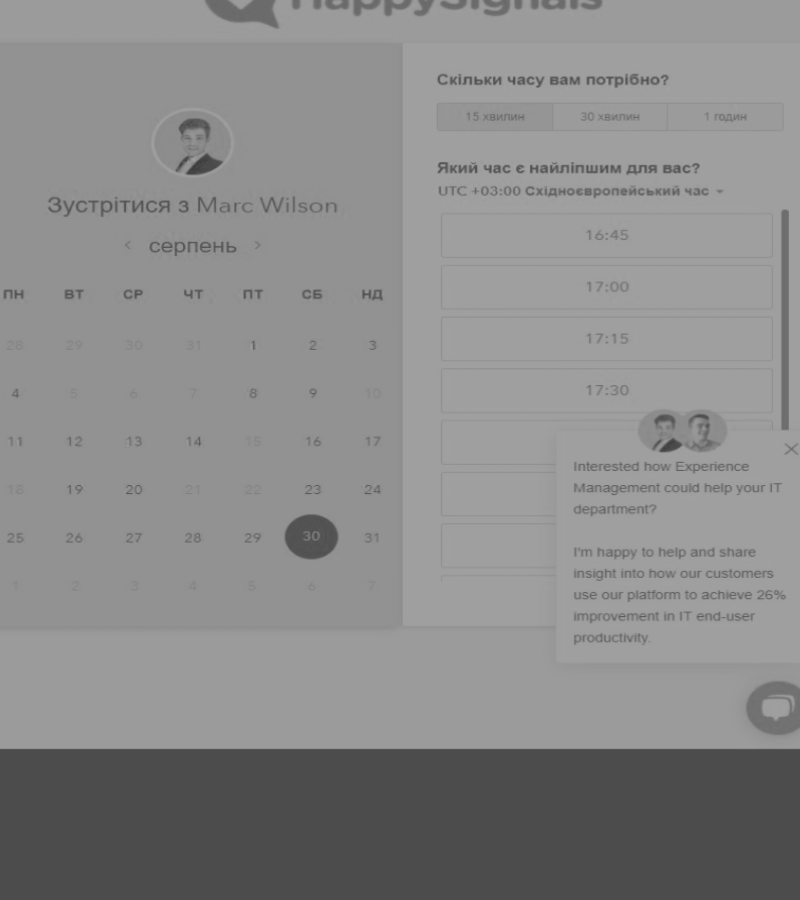 HappySignals
Зустрітися з Marc Wilson
‹ серпень ›
ПН ВТ СР ЧТ ПТ СБ НД
28 29 30 31 1 2 3
4 5 6 7 8 9 10
11 12 13 14 15 16 17
18 19 20 21 22 23 24
25 26 27 28 29 30 31
1 2 3 4 5 6 7
Скільки часу вам потрібно?
15 хвилин 30 хвилин 1 годин
Який час є найліпшим для вас?
UTC +03:00 Східноєвропейський час
16:45
17:00
17:15
17:30
Interested how Experience
Management could help your IT
department?
I'm happy to help and share
insight into how our customers
use our platform to achieve 26%
improvement in IT end-user
productivity.